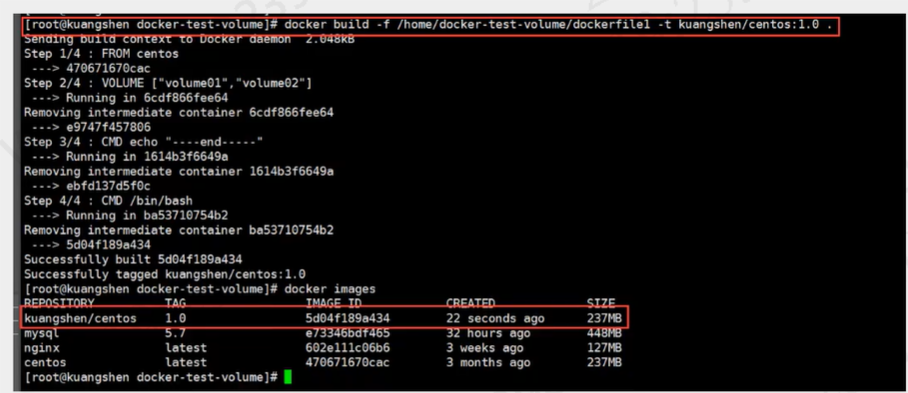 [root@kuangshen docker-test-volume]# docker build -f /home/docker-test-volume/dockerfile1 -t kuangshen/centos:1.0 .
Sending build context to Docker daemon  2.048kB
Step 1/4 : FROM centos
 ---> 470671670cac
Step 2/4 : VOLUME ["volume01","volume02"]
 ---> Running in 6cdf866fee64
Removing intermediate container 6cdf866fee64
 ---> e9747f457806
Step 3/4 : CMD echo "----end-----"
 ---> Running in 1614b3f6649a
Removing intermediate container 1614b3f6649a
 ---> ebfd137d5f0c
Step 4/4 : CMD /bin/bash
 ---> Running in ba53710754b2
Removing intermediate container ba53710754b2
 ---> 5d04f189a434
Successfully built 5d04f189a434
Successfully tagged kuangshen/centos:1.0
[root@kuangshen docker-test-volume]# docker images
REPOSITORY          TAG                 IMAGE ID            CREATED             SIZE
kuangshen/centos    1.0                 5d04f189a434        22 seconds ago      237MB
mysql               5.7                 e73346bdf465        32 hours ago        448MB
nginx               latest              602e111c06b6        3 weeks ago         127MB
centos              latest              470671670cac        3 months ago        237MB
[root@kuangshen docker-test-volume]#